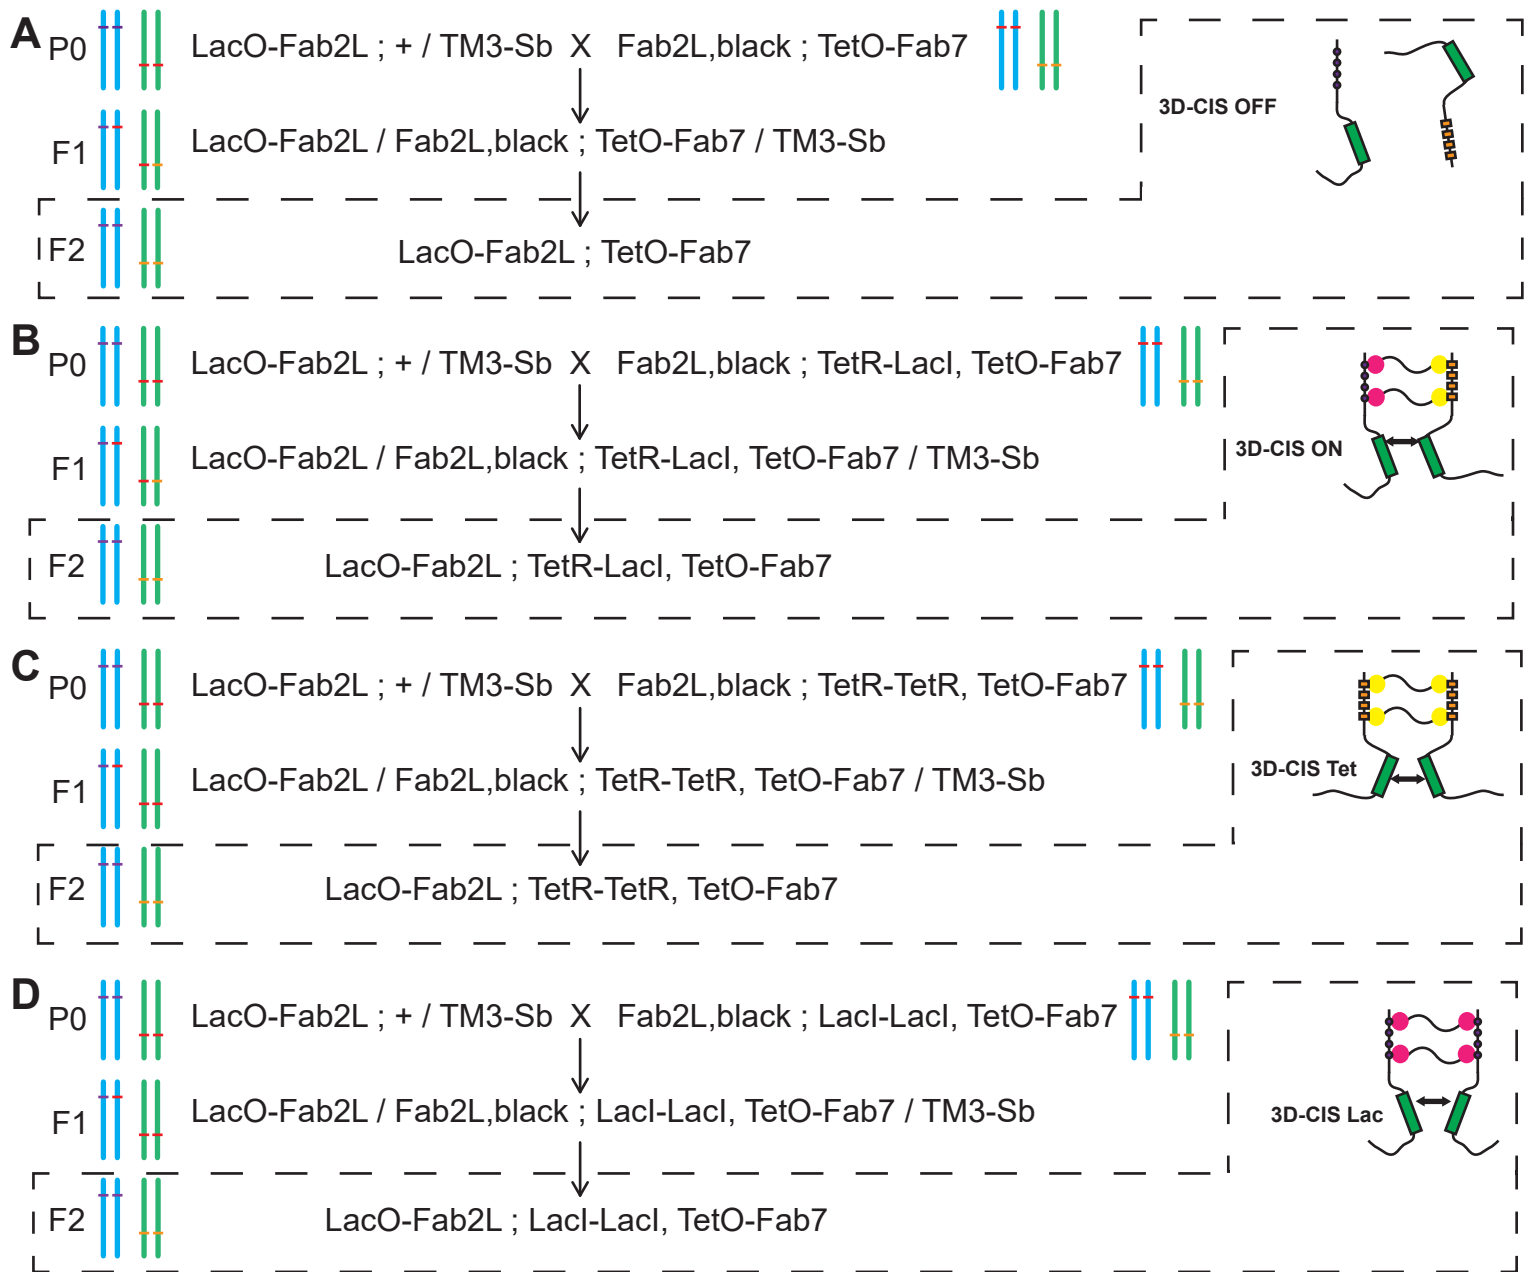 A
P0 LacO-Fab2L ; + / TM3-Sb X Fab2L,black ; TetO-Fab7
3D-CIS OFF
F1 LacO-Fab2L / Fab2L,black ; TetO-Fab7 / TM3-Sb
F2 LacO-Fab2L ; TetO-Fab7
B
P0 LacO-Fab2L ; + / TM3-Sb X Fab2L,black ; TetR-LacI, TetO-Fab7
F1 LacO-Fab2L / Fab2L,black ; TetR-LacI, TetO-Fab7 / TM3-Sb
3D-CIS ON
F2 LacO-Fab2L ; TetR-LacI, TetO-Fab7
C
P0 LacO-Fab2L ; + / TM3-Sb X Fab2L,black ; TetR-TetR, TetO-Fab7
F1 LacO-Fab2L / Fab2L,black ; TetR-TetR, TetO-Fab7 / TM3-Sb
3D-CIS Tet
F2 LacO-Fab2L ; TetR-TetR, TetO-Fab7
D
P0 LacO-Fab2L ; + / TM3-Sb X Fab2L,black ; LacI-LacI, TetO-Fab7
F1 LacO-Fab2L / Fab2L,black ; LacI-LacI, TetO-Fab7 / TM3-Sb
3D-CIS Lac
F2 LacO-Fab2L ; LacI-LacI, TetO-Fab7